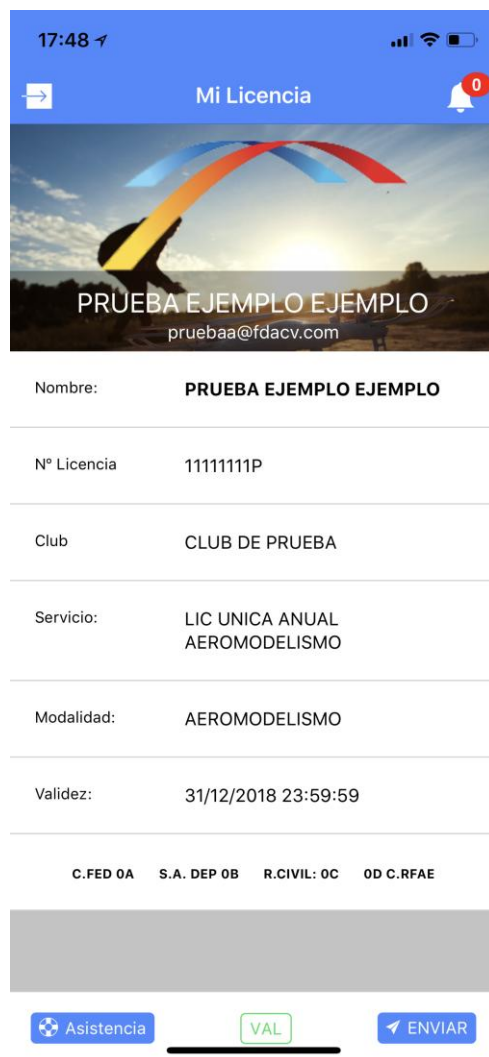 17:48
Mi Licencia
0
PRUEBA EJEMPLO EJEMPLO
pruebaa@fdacv.com
Nombre: PRUEBA EJEMPLO EJEMPLO
Nº Licencia 11111111P
Club CLUB DE PRUEBA
Servicio: LIC UNICA ANUAL
AEROMODELISMO
Modalidad: AEROMODELISMO
Validez: 31/12/2018 23:59:59
C.FED 0A S.A. DEP 0B R.CIVIL: 0C 0D C.RFAE
Asistencia VAL ENVIAR